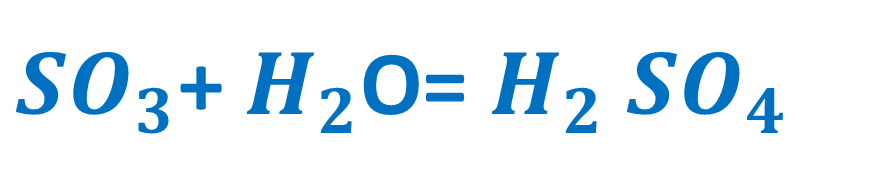 SO₃+ H₂O= H₂ SO₄